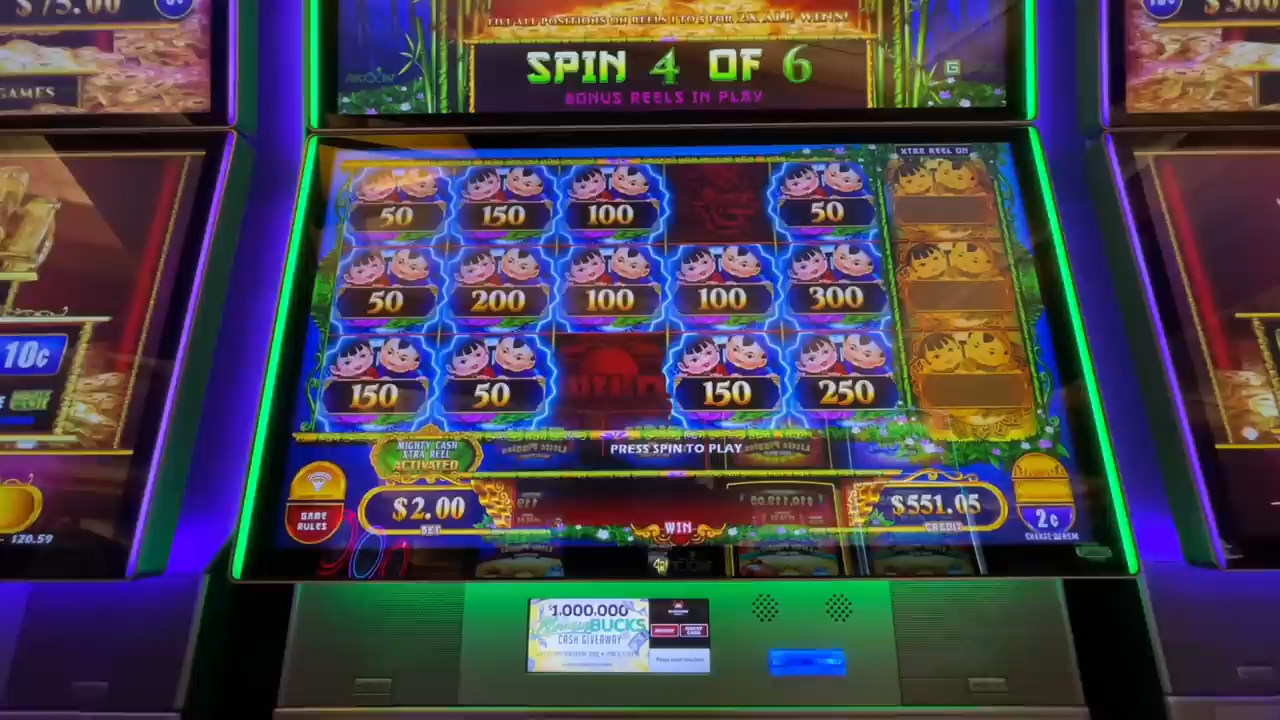 $75.00
FILL ALL POSITIONS ON REELS 1 TO 5 FOR 2X ALL WINS!
SPIN 4 OF 6
BONUS REELS IN PLAY
GAMES
XTRA REEL ON
50 150 100 50
50 200 100 100 300
150 50 150 250
10¢
MIGHTY CASH
XTRA REEL
ACTIVATED
PRESS SPIN TO PLAY
GAME
RULES
$2.00
BET
WIN
$551.05
CREDIT
2¢
CHANGE DENOM
$20.59
$1,000,000
BUCKS
CASH GIVEAWAY